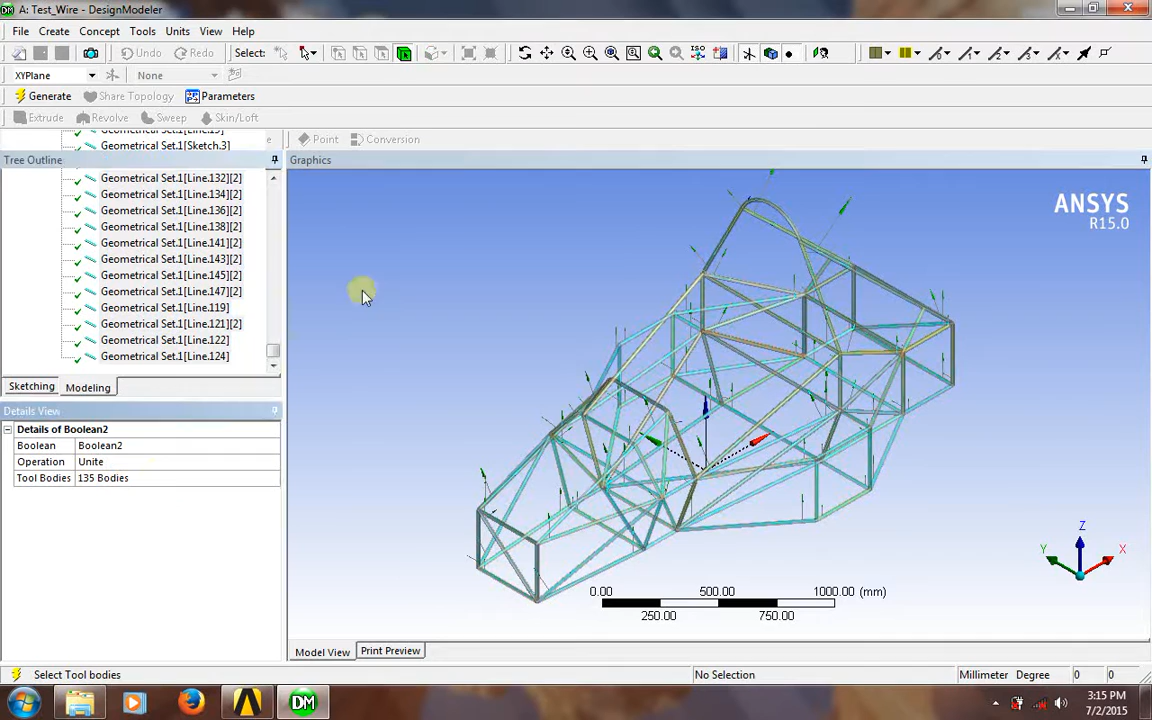 A: Test_Wire - DesignModeler
File Create Concept Tools Units View Help
Undo Redo Select:
XYPlane None
Generate Share Topology Parameters
Extrude Revolve Sweep Skin/Loft
Point Conversion
Geometrical Set.1[Sketch.3]
Tree Outline
Graphics
Geometrical Set.1[Line.132][2]
Geometrical Set.1[Line.134][2]
Geometrical Set.1[Line.136][2]
Geometrical Set.1[Line.138][2]
Geometrical Set.1[Line.141][2]
Geometrical Set.1[Line.143][2]
Geometrical Set.1[Line.145][2]
Geometrical Set.1[Line.147][2]
Geometrical Set.1[Line.119]
Geometrical Set.1[Line.121][2]
Geometrical Set.1[Line.122]
Geometrical Set.1[Line.124]
Sketching Modeling
Details View
Details of Boolean2
Boolean Boolean2
Operation Unite
Tool Bodies 135 Bodies
ANSYS
R15.0
Z
Y
X
0.00 500.00 1000.00 (mm)
250.00 750.00
Model View Print Preview
Select Tool bodies
No Selection
Millimeter Degree 0 0
DM
3:15 PM
7/2/2015